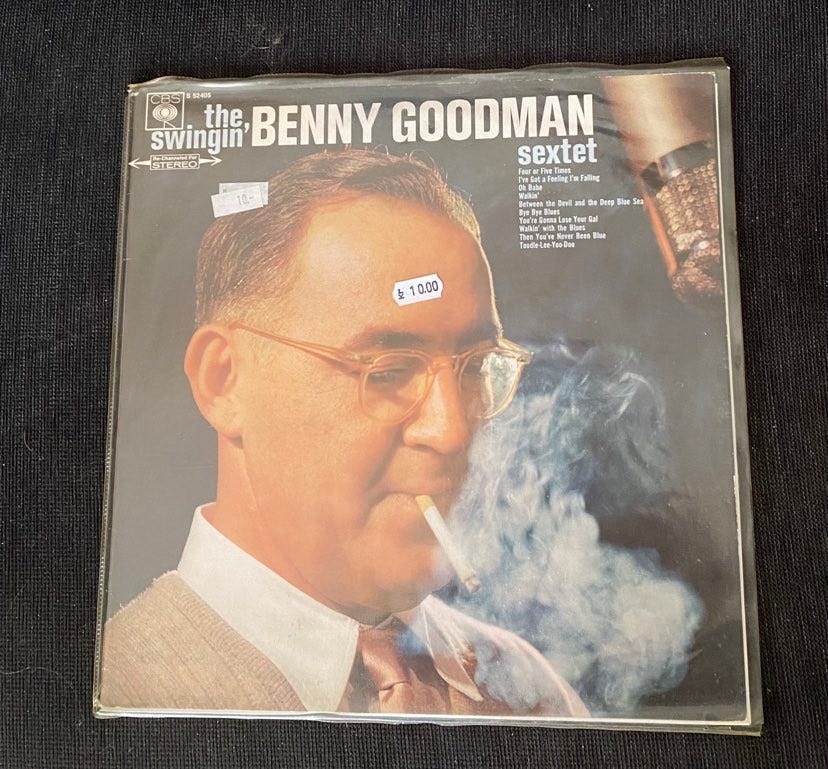 CBS
S 52405
the
swingin' BENNY GOODMAN
sextet
Re-Channeled For
STEREO
Four or Five Times
I've Got a Feeling I'm Falling
Oh Babe
Walkin'
Between the Devil and the Deep Blue Sea
Bye Bye Blues
You're Gonna Lose Your Gal
Walkin' with the Blues
Then You've Never Been Blue
Toodle-Lee-Yoo-Doo
10.-
10.00